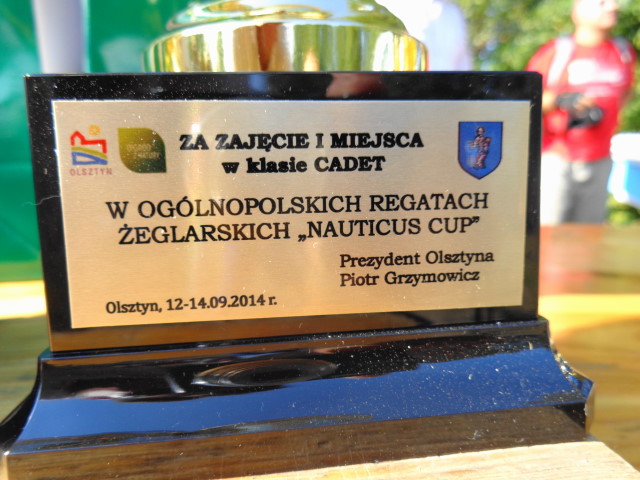 ZA ZAJĘCIE I MIEJSCA
w klasie CADET
OLSZTYN
W OGÓLNOPOLSKICH REGATACH
ŻEGLARSKICH „NAUTICUS CUP”
Prezydent Olsztyna
Piotr Grzymowicz
Olsztyn, 12-14.09.2014 r.